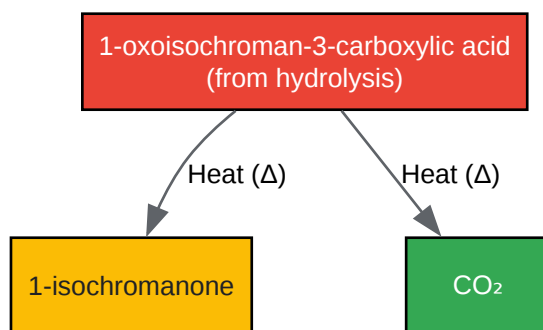 1-oxoisochroman-3-carboxylic acid
(from hydrolysis)
Heat (Δ)
Heat (Δ)
1-isochromanone
CO₂